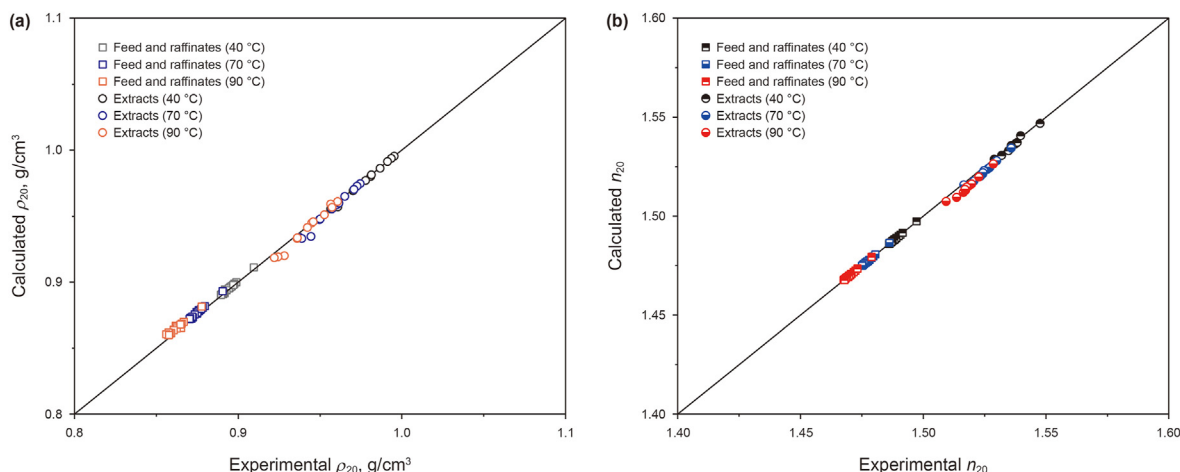 (a)
1.1
1.0
0.9
0.8
Calculated ρ20, g/cm3
Feed and raffinates (40 °C)
Feed and raffinates (70 °C)
Feed and raffinates (90 °C)
Extracts (40 °C)
Extracts (70 °C)
Extracts (90 °C)
0.8 0.9 1.0 1.1
Experimental ρ20, g/cm3
(b)
1.60
1.55
1.50
1.45
1.40
Calculated n20
Feed and raffinates (40 °C)
Feed and raffinates (70 °C)
Feed and raffinates (90 °C)
Extracts (40 °C)
Extracts (70 °C)
Extracts (90 °C)
1.40 1.45 1.50 1.55 1.60
Experimental n20